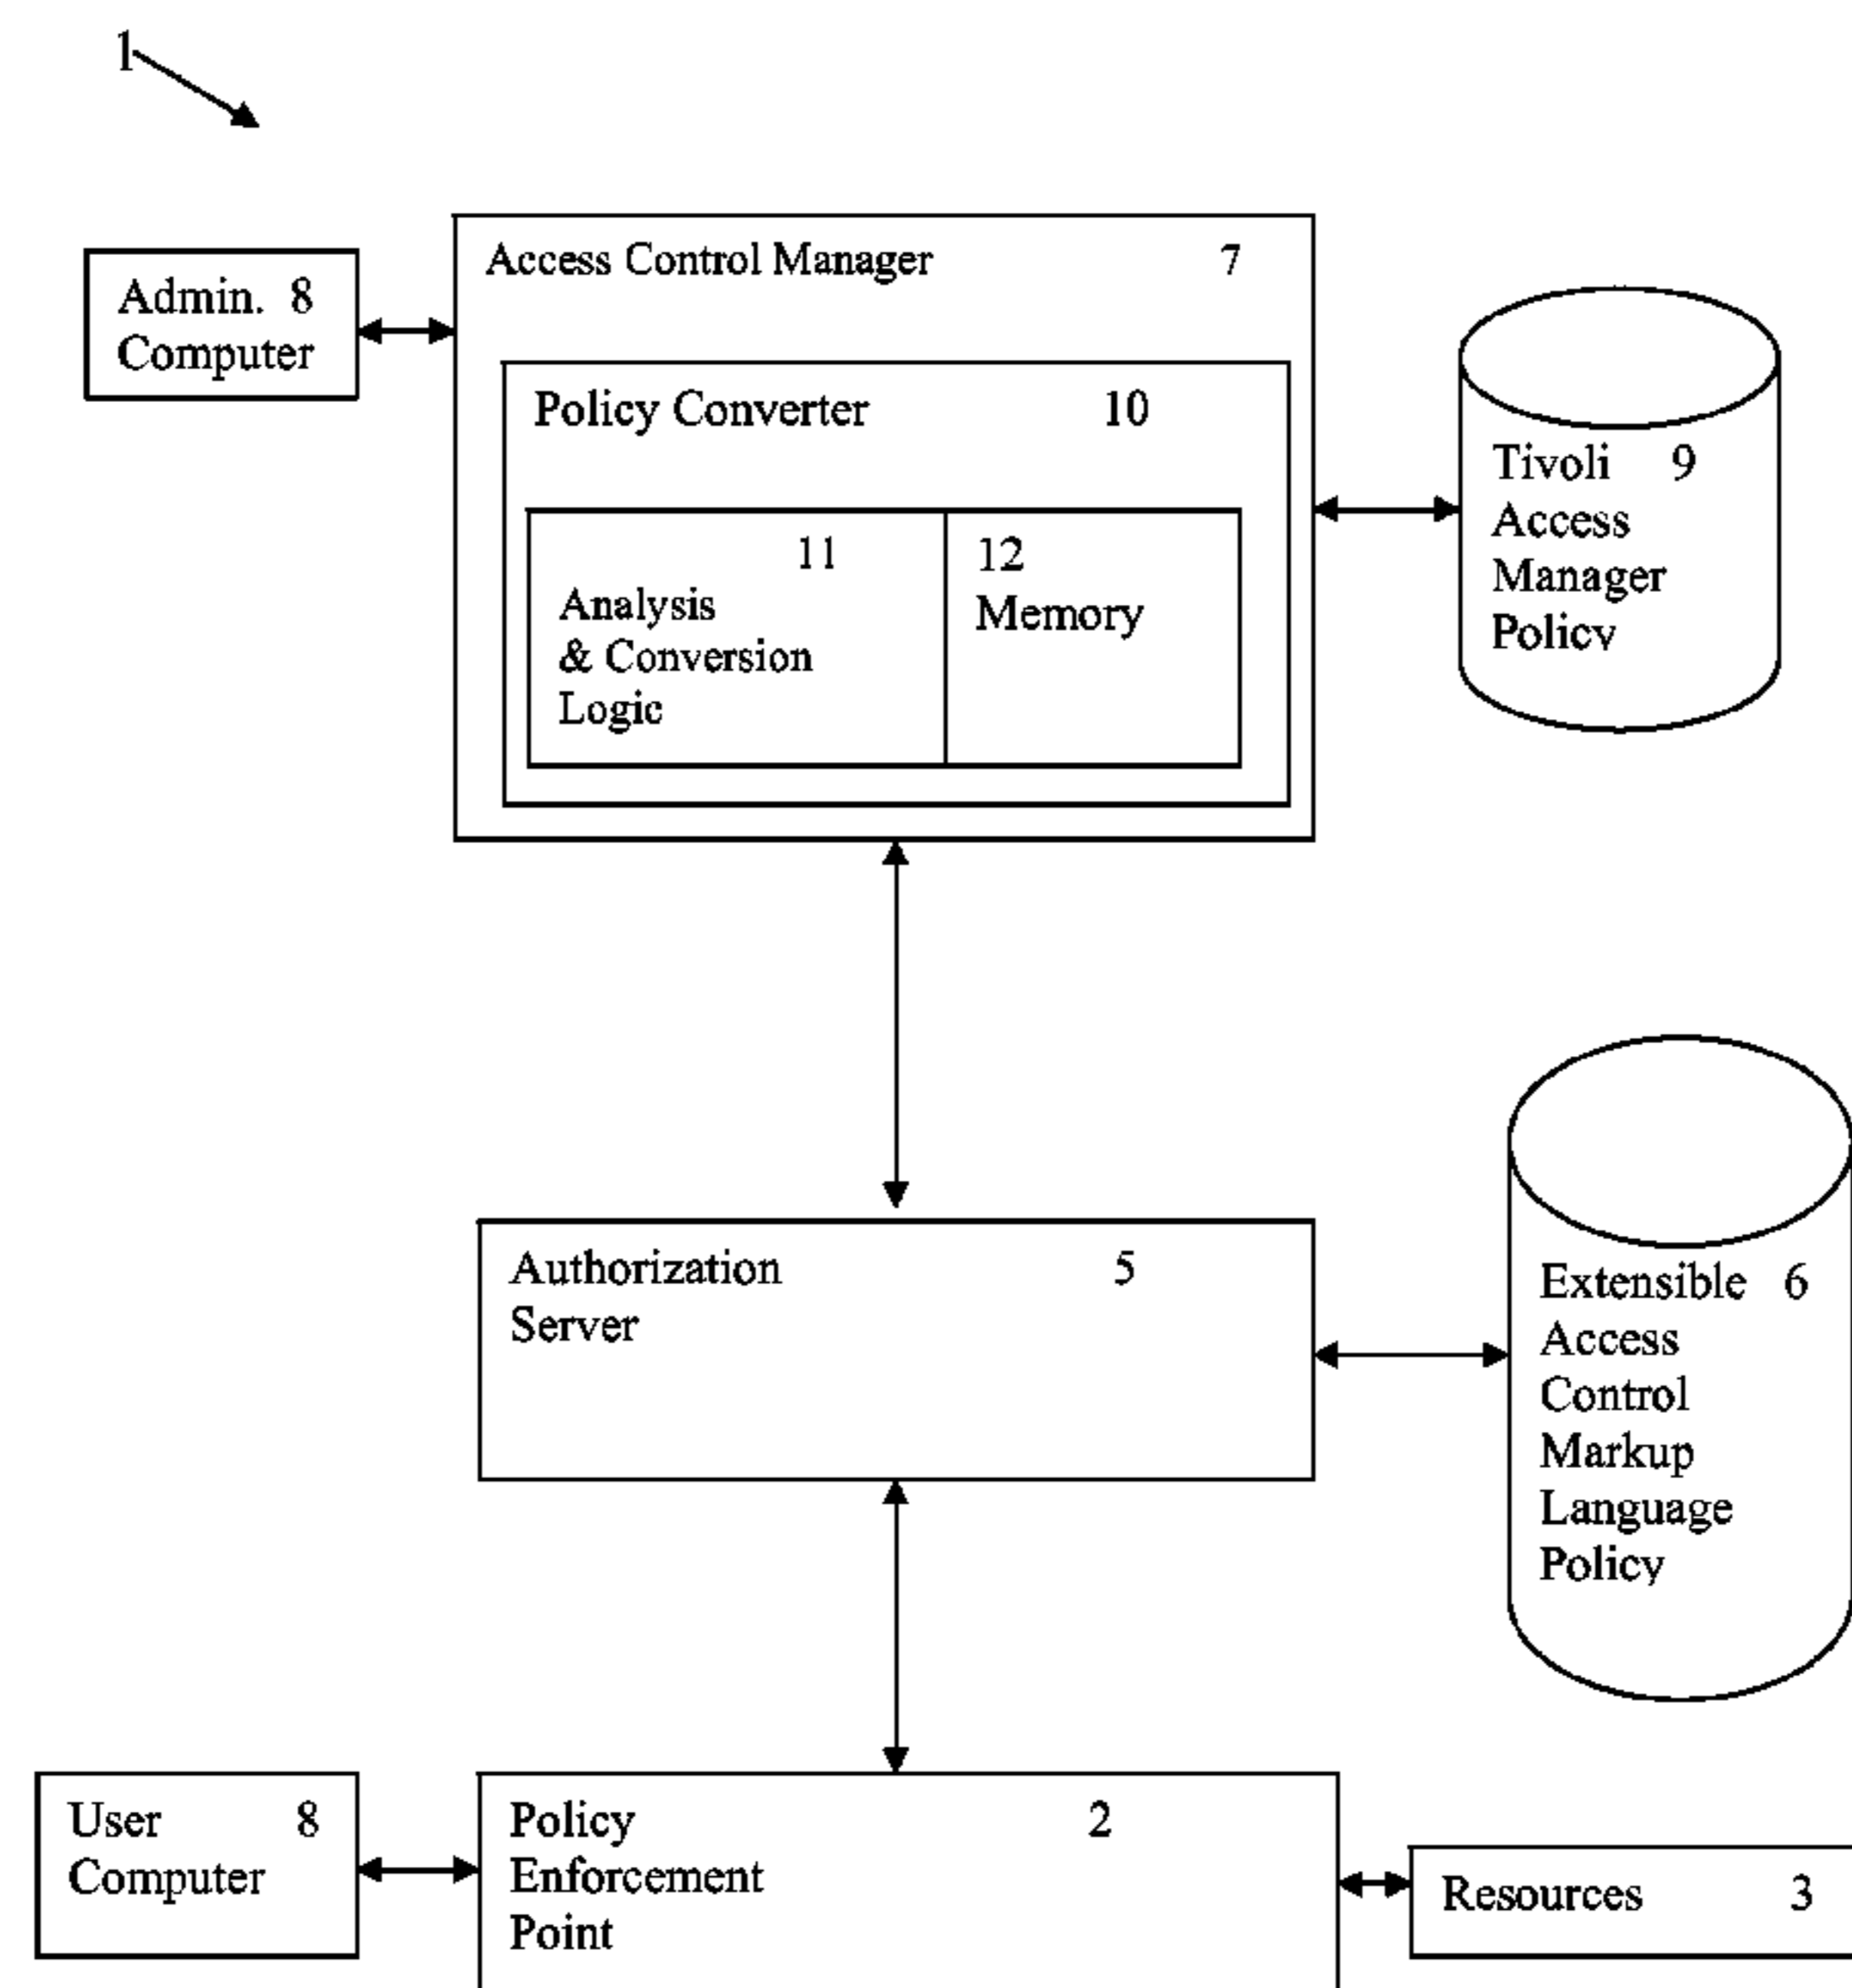 1
Access Control Manager 7
Admin. 8
Computer
Policy Converter 10
Tivoli 9
Access
Manager
Policy
11
Analysis
& Conversion
Logic
12
Memory
Authorization 5
Server
Extensible 6
Access
Control
Markup
Language
Policy
User 8
Computer
Policy 2
Enforcement
Point
Resources 3